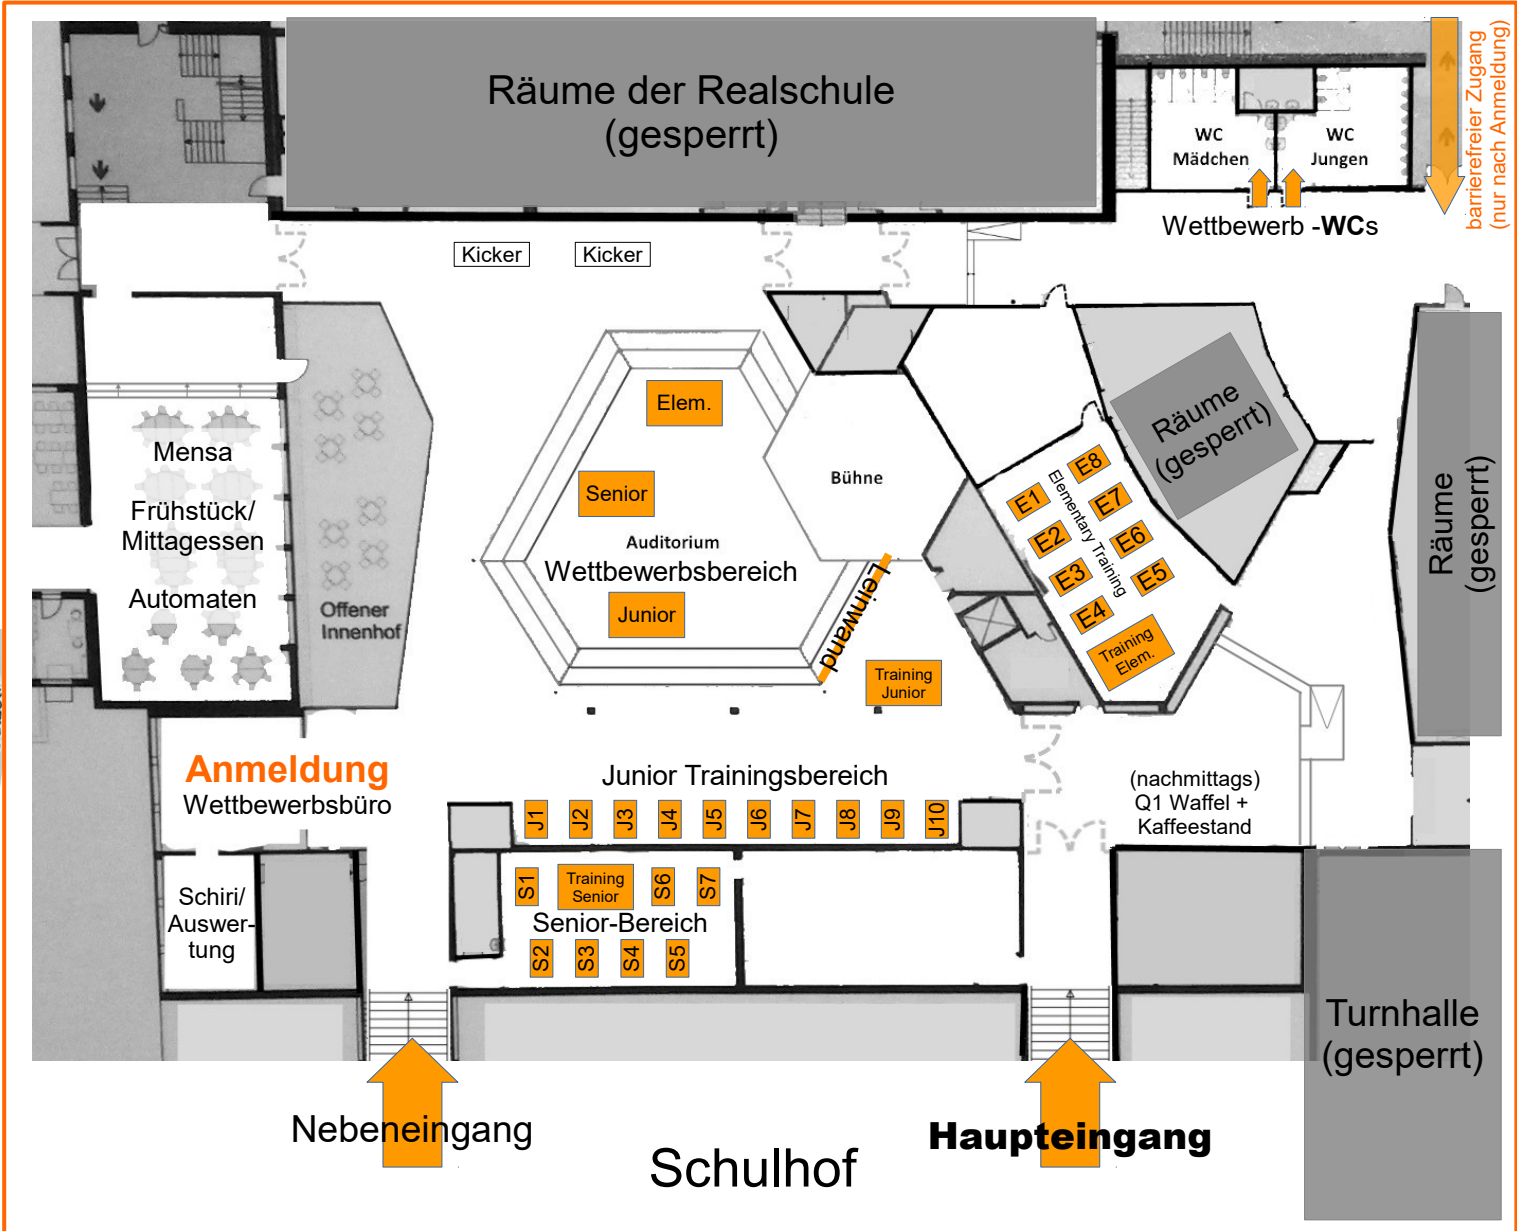 Räume der Realschule
(gesperrt)
barrierefreier Zugang
(nur nach Anmeldung)
WC
Mädchen
WC
Jungen
Wettbewerb -WCs
Kicker
Kicker
Elem.
Senior
Auditorium
Wettbewerbsbereich
Junior
Bühne
Leinwand
Räume
(gesperrt)
Räume
(gesperrt)
Mensa
Frühstück/
Mittagessen
Automaten
Offener
Innenhof
E8
E1
E7
E2
E6
E3
E5
E4
Elementary Training
Training
Elem.
Training
Junior
Anmeldung
Wettbewerbsbüro
Junior Trainingsbereich
J1
J2
J3
J4
J5
J6
J7
J8
J9
J10
(nachmittags)
Q1 Waffel +
Kaffeestand
Schiri/
Auswer-
tung
S1
Training
Senior
S6
S7
Senior-Bereich
S2
S3
S4
S5
Turnhalle
(gesperrt)
Nebeneingang
Haupteingang
Schulhof